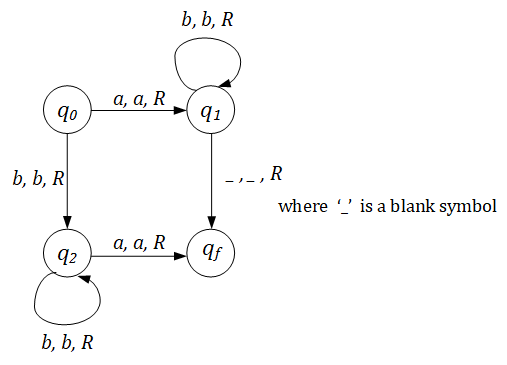 b, b, R
q0
a, a, R
q1
b, b, R
_ ,_ , R
where ‘_’ is a blank symbol
q2
a, a, R
qf
b, b, R